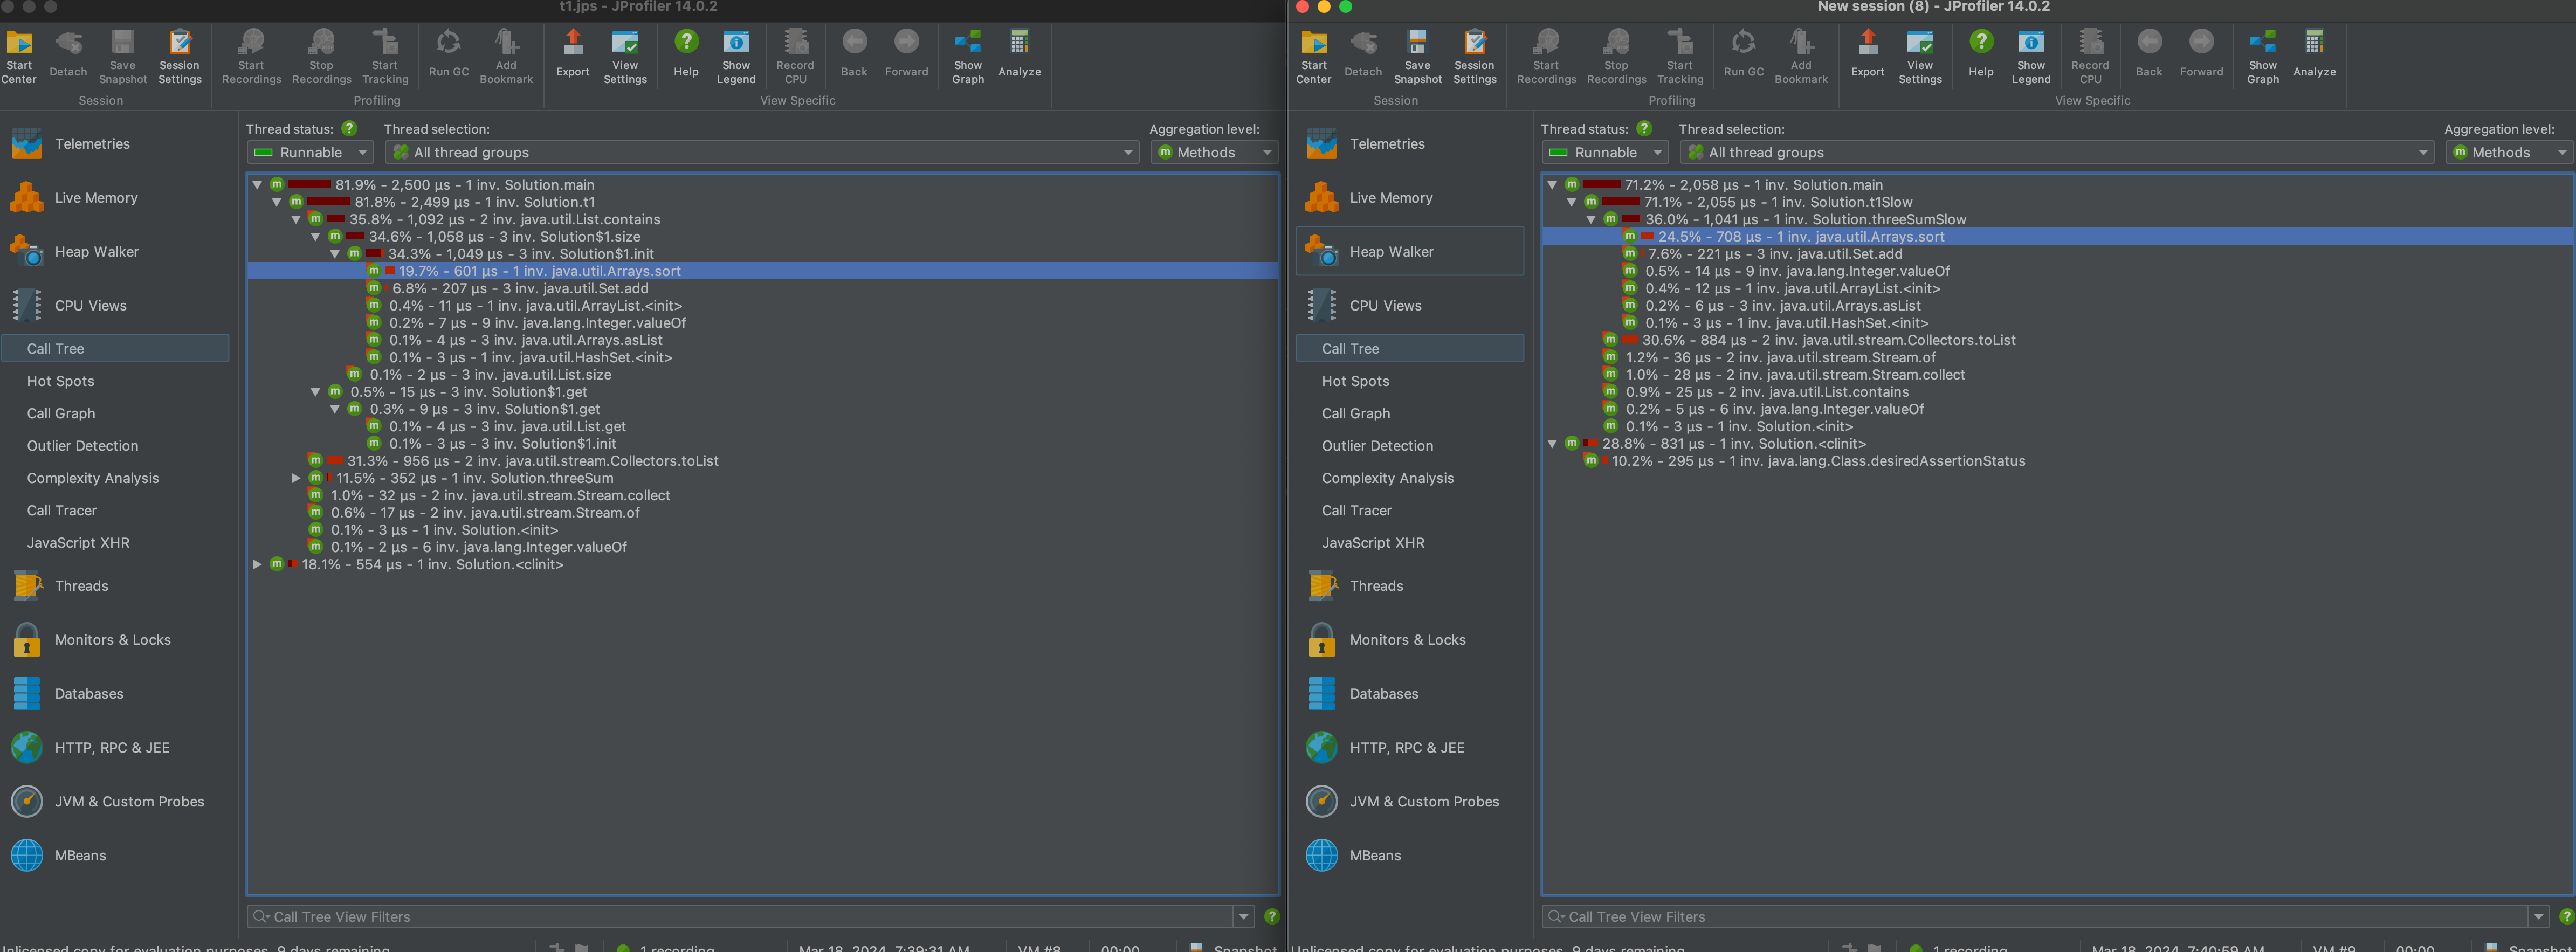 t1.jps - JProfiler 14.0.2
Start Center
Detach
Save Snapshot
Session Settings
Start Recordings
Stop Recordings
Start Tracking
Run GC
Add Bookmark
Export
View Settings
Help
Show Legend
Record CPU
Back
Forward
Show Graph
Analyze
Session
Profiling
View Specific
Telemetries
Live Memory
Heap Walker
CPU Views
Call Tree
Hot Spots
Call Graph
Outlier Detection
Complexity Analysis
Call Tracer
JavaScript XHR
Threads
Monitors & Locks
Databases
HTTP, RPC & JEE
JVM & Custom Probes
MBeans
Thread status: ?
Thread selection:
Aggregation level:
Runnable
All thread groups
m Methods
m 81.9% - 2,500 µs - 1 inv. Solution.main
m 81.8% - 2,499 µs - 1 inv. Solution.t1
m 35.8% - 1,092 µs - 2 inv. java.util.List.contains
m 34.6% - 1,058 µs - 3 inv. Solution$1.size
m 34.3% - 1,049 µs - 3 inv. Solution$1.init
m 19.7% - 601 µs - 1 inv. java.util.Arrays.sort
m 6.8% - 207 µs - 3 inv. java.util.Set.add
m 0.4% - 11 µs - 1 inv. java.util.ArrayList.<init>
m 0.2% - 7 µs - 9 inv. java.lang.Integer.valueOf
m 0.1% - 4 µs - 3 inv. java.util.Arrays.asList
m 0.1% - 3 µs - 1 inv. java.util.HashSet.<init>
m 0.1% - 2 µs - 3 inv. java.util.List.size
m 0.5% - 15 µs - 3 inv. Solution$1.get
m 0.3% - 9 µs - 3 inv. Solution$1.get
m 0.1% - 4 µs - 3 inv. java.util.List.get
m 0.1% - 3 µs - 3 inv. Solution$1.init
m 31.3% - 956 µs - 2 inv. java.util.stream.Collectors.toList
m 11.5% - 352 µs - 1 inv. Solution.threeSum
m 1.0% - 32 µs - 2 inv. java.util.stream.Stream.collect
m 0.6% - 17 µs - 2 inv. java.util.stream.Stream.of
m 0.1% - 3 µs - 1 inv. Solution.<init>
m 0.1% - 2 µs - 6 inv. java.lang.Integer.valueOf
m 18.1% - 554 µs - 1 inv. Solution.<clinit>
Call Tree View Filters
?
Unlicensed copy for evaluation purposes, 9 days remaining
1 recording
Mar 18, 2024, 7:39:31 AM
VM #8
00:00
Snapshot
New session (8) - JProfiler 14.0.2
Start Center
Detach
Save Snapshot
Session Settings
Start Recordings
Stop Recordings
Start Tracking
Run GC
Add Bookmark
Export
View Settings
Help
Show Legend
Record CPU
Back
Forward
Show Graph
Analyze
Session
Profiling
View Specific
Telemetries
Live Memory
Heap Walker
CPU Views
Call Tree
Hot Spots
Call Graph
Outlier Detection
Complexity Analysis
Call Tracer
JavaScript XHR
Threads
Monitors & Locks
Databases
HTTP, RPC & JEE
JVM & Custom Probes
MBeans
Thread status: ?
Thread selection:
Aggregation level:
Runnable
All thread groups
m Methods
m 71.2% - 2,058 µs - 1 inv. Solution.main
m 71.1% - 2,055 µs - 1 inv. Solution.t1Slow
m 36.0% - 1,041 µs - 1 inv. Solution.threeSumSlow
m 24.5% - 708 µs - 1 inv. java.util.Arrays.sort
m 7.6% - 221 µs - 3 inv. java.util.Set.add
m 0.5% - 14 µs - 9 inv. java.lang.Integer.valueOf
m 0.4% - 12 µs - 1 inv. java.util.ArrayList.<init>
m 0.2% - 6 µs - 3 inv. java.util.Arrays.asList
m 0.1% - 3 µs - 1 inv. java.util.HashSet.<init>
m 30.6% - 884 µs - 2 inv. java.util.stream.Collectors.toList
m 1.2% - 36 µs - 2 inv. java.util.stream.Stream.of
m 1.0% - 28 µs - 2 inv. java.util.stream.Stream.collect
m 0.9% - 25 µs - 2 inv. java.util.List.contains
m 0.2% - 5 µs - 6 inv. java.lang.Integer.valueOf
m 0.1% - 3 µs - 1 inv. Solution.<init>
m 28.8% - 831 µs - 1 inv. Solution.<clinit>
m 10.2% - 295 µs - 1 inv. java.lang.Class.desiredAssertionStatus
Call Tree View Filters
?
Unlicensed copy for evaluation purposes, 9 days remaining
1 recording
Mar 18, 2024, 7:40:59 AM
VM #9
00:00
Snapshot